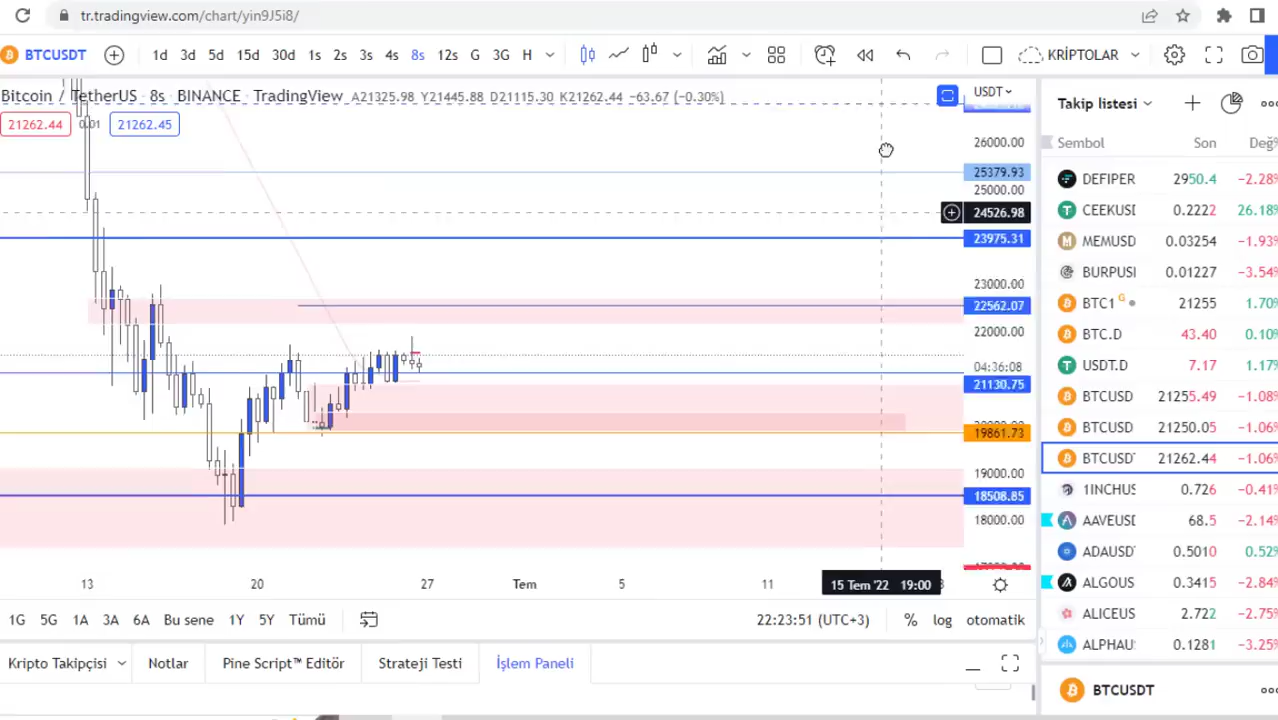 tr.tradingview.com/chart/yin9J5i8/
BTCUSDT 1d 3d 5d 15d 30d 1s 2s 3s 4s 8s 12s G 3G H KRİPTOLAR
Bitcoin / TetherUS 8s BINANCE TradingView A21325.98 Y21445.88 D21115.30 K21262.44 −63.67 (−0.30%)
21262.44 0.01 21262.45
USDT
26000.00
25379.93
25000.00
24526.98
23975.31
23000.00
22562.07
22000.00
04:36:08
21130.75
19861.73
19000.00
18508.85
18000.00
13 20 27 Tem 5 11 15 Tem '22 19:00
1G 5G 1A 3A 6A Bu sene 1Y 5Y Tümü 22:23:51 (UTC+3) % log otomatik
Kripto Takipçisi Notlar Pine Script™ Editör Strateji Testi İşlem Paneli
Takip listesi
Sembol Son Değ%
DEFIPER 2950.4 −2.28%
CEEKUSI 0.2222 26.18%
MEMUSD 0.03254 −1.93%
BURPUSI 0.01227 −3.54%
BTC1 G 21255 1.70%
BTC.D 43.40 0.10%
USDT.D 7.17 1.17%
BTCUSD 21255.49 −1.08%
BTCUSD 21250.05 −1.06%
BTCUSD 21262.44 −1.06%
1INCHUS 0.726 −0.41%
AAVEUSD 68.5 −2.14%
ADAUSD 0.5010 0.52%
ALGOUS 0.3415 −2.84%
ALICEUS 2.722 −2.75%
ALPHAU 0.1281 −3.25%
BTCUSDT